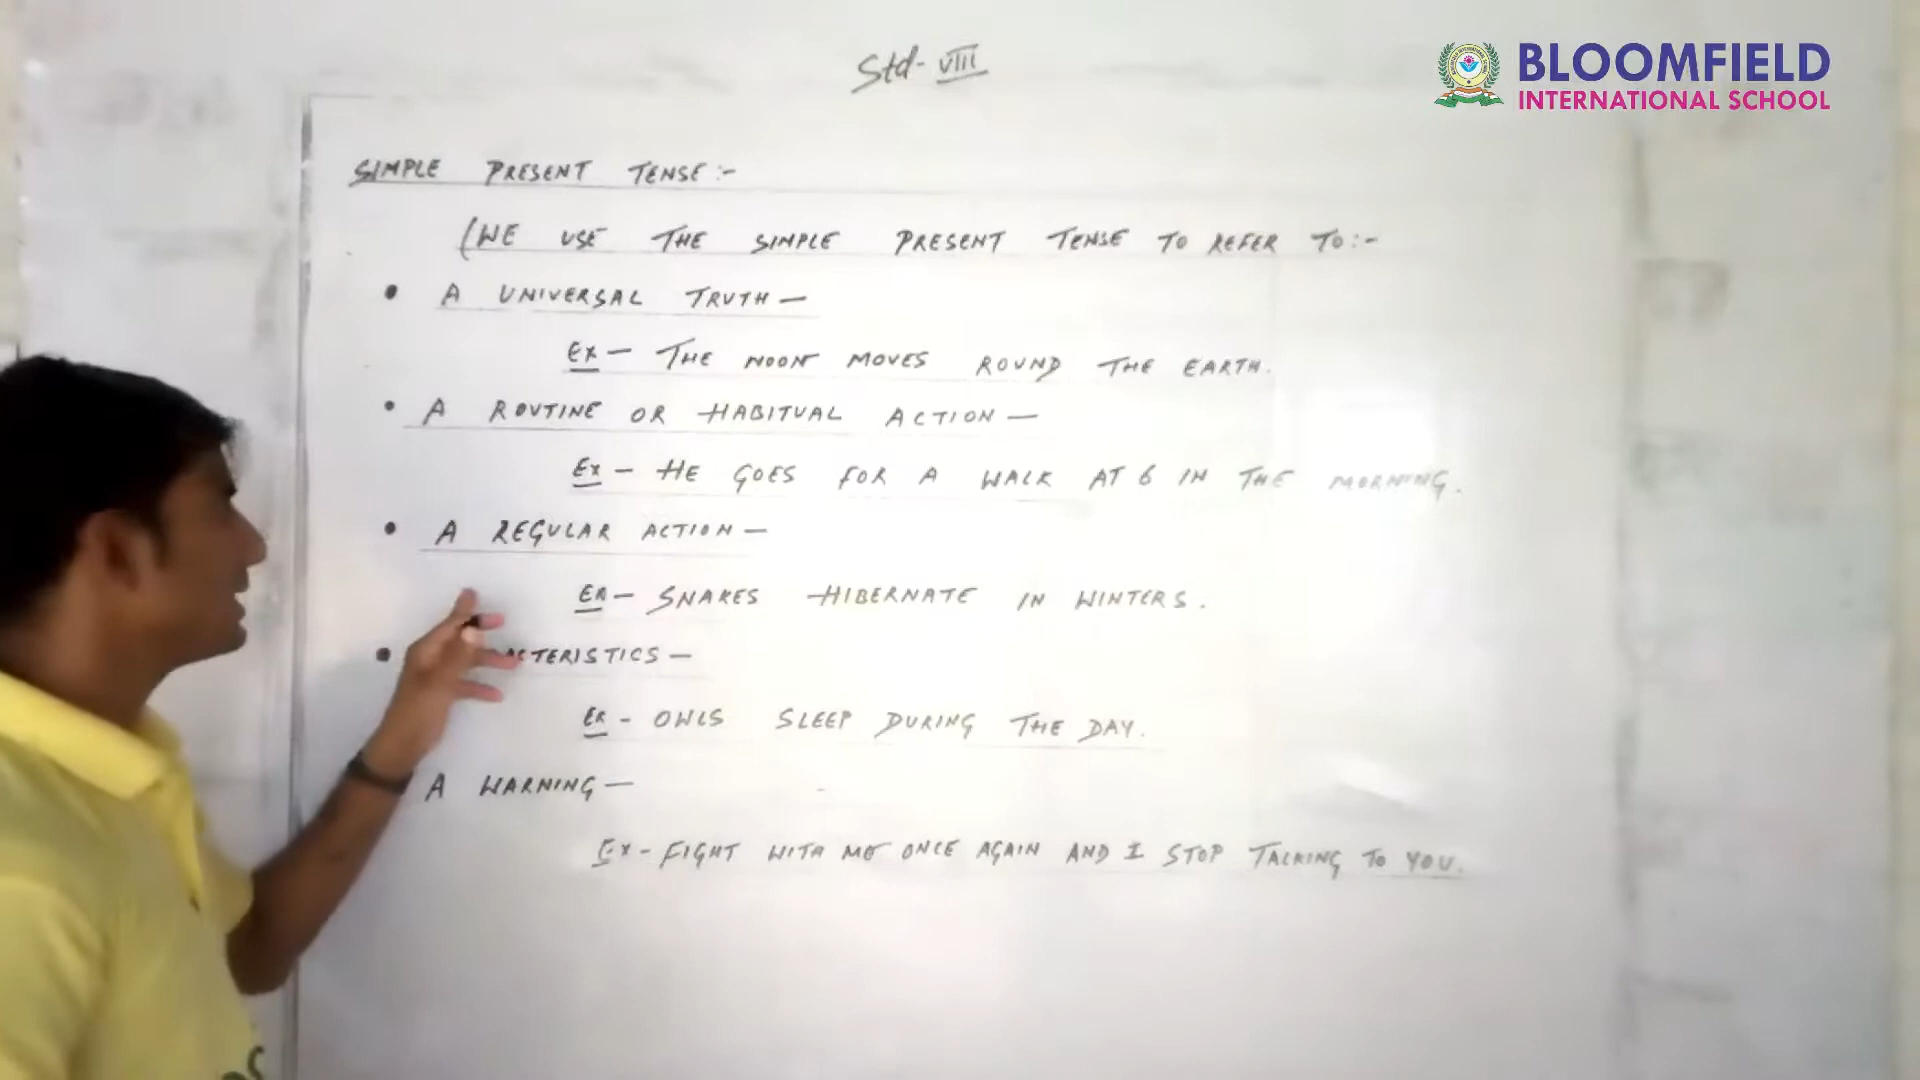 Std- VIII
BLOOMFIELD
INTERNATIONAL SCHOOL
SIMPLE PRESENT TENSE:-
(WE USE THE SIMPLE PRESENT TENSE TO REFER TO:-
• A UNIVERSAL TRUTH —
Ex — THE MOON MOVES ROUND THE EARTH.
• A ROUTINE OR HABITUAL ACTION —
Ex — HE GOES FOR A WALK AT 6 IN THE MORNING.
• A REGULAR ACTION —
Ex — SNAKES HIBERNATE IN WINTERS.
• ACTERISTICS —
Ex - OWLS SLEEP DURING THE DAY.
A WARNING —
Ex - FIGHT WITH ME ONCE AGAIN AND I STOP TALKING TO YOU.